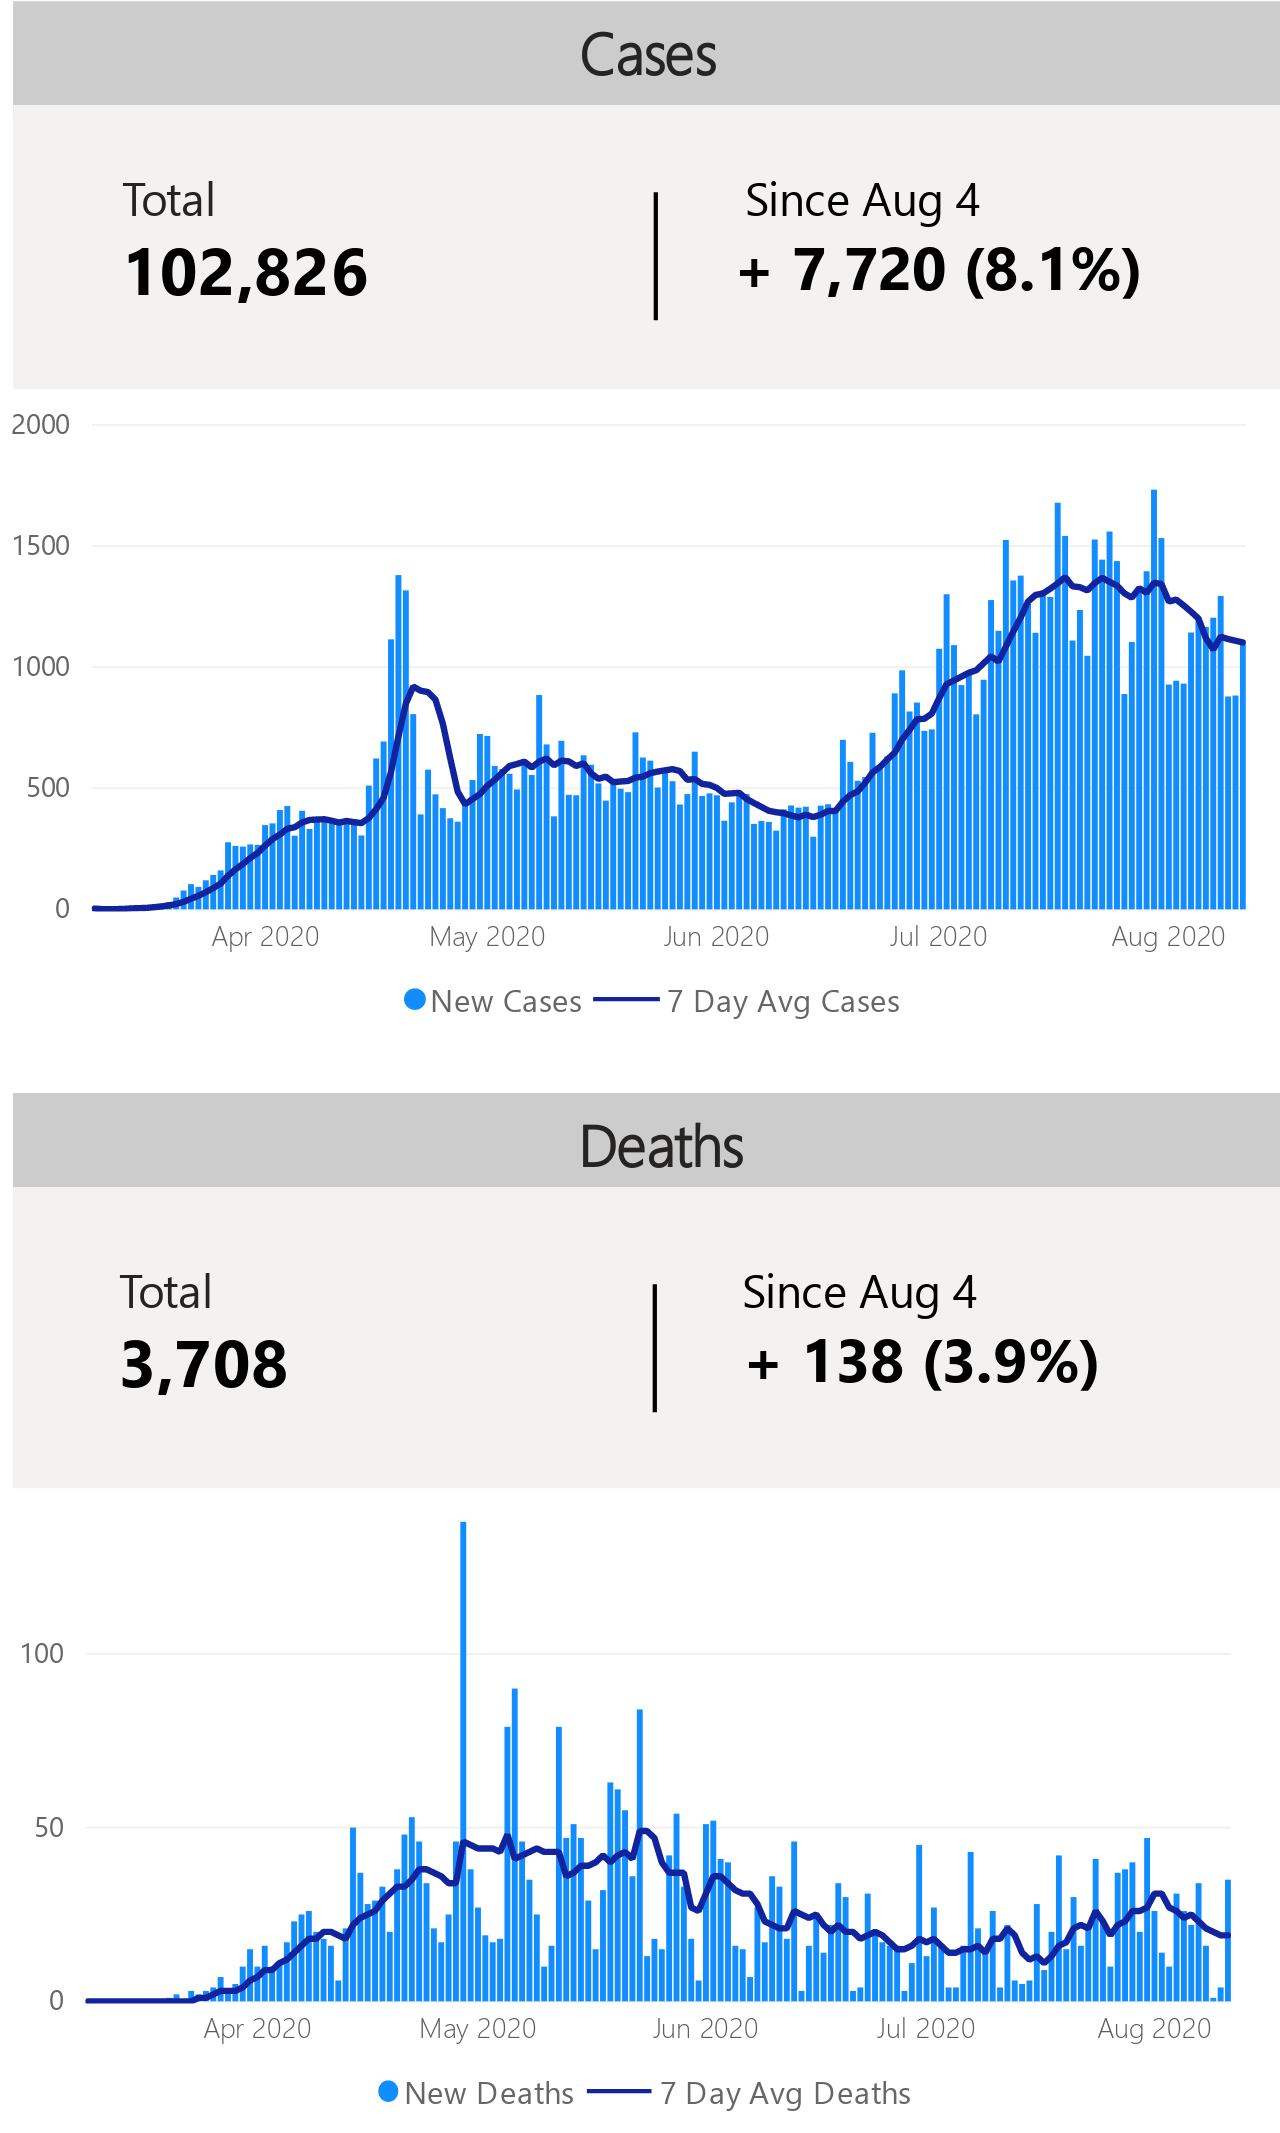 Cases
Total
Since Aug 4
102,826
+ 7,720 (8.1%)
2000
1500
1000
500
0
Apr 2020
May 2020
Jun 2020
Jul 2020
Aug 2020
New Cases
7 Day Avg Cases
Deaths
Total
Since Aug 4
3,708
+ 138 (3.9%)
100
50
0
Apr 2020
May 2020
Jun 2020
Jul 2020
Aug 2020
New Deaths
7 Day Avg Deaths